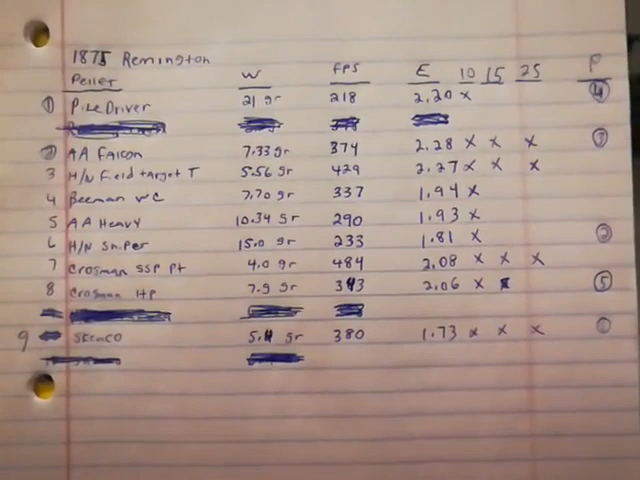 1875 Remington
Pellet W FPS E 10 15 25 P
① PileDriver 21 gr 218 2.20 x ④
② AA Falcon 7.33 gr 374 2.28 x x x ③
3 H/N Field target T 5.56 gr 429 2.27 x x x
4 Beeman WC 7.70 gr 337 1.94 x
5 AA Heavy 10.34 gr 290 1.93 x
6 H/N Sniper 15.0 gr 233 1.81 x ②
7 Crosman SSP Pt 4.0 gr 484 2.08 x x x
8 Crosman HP 7.9 gr 343 2.06 x ⑤
9 Skenco 5.4 gr 380 1.73 x x x ①